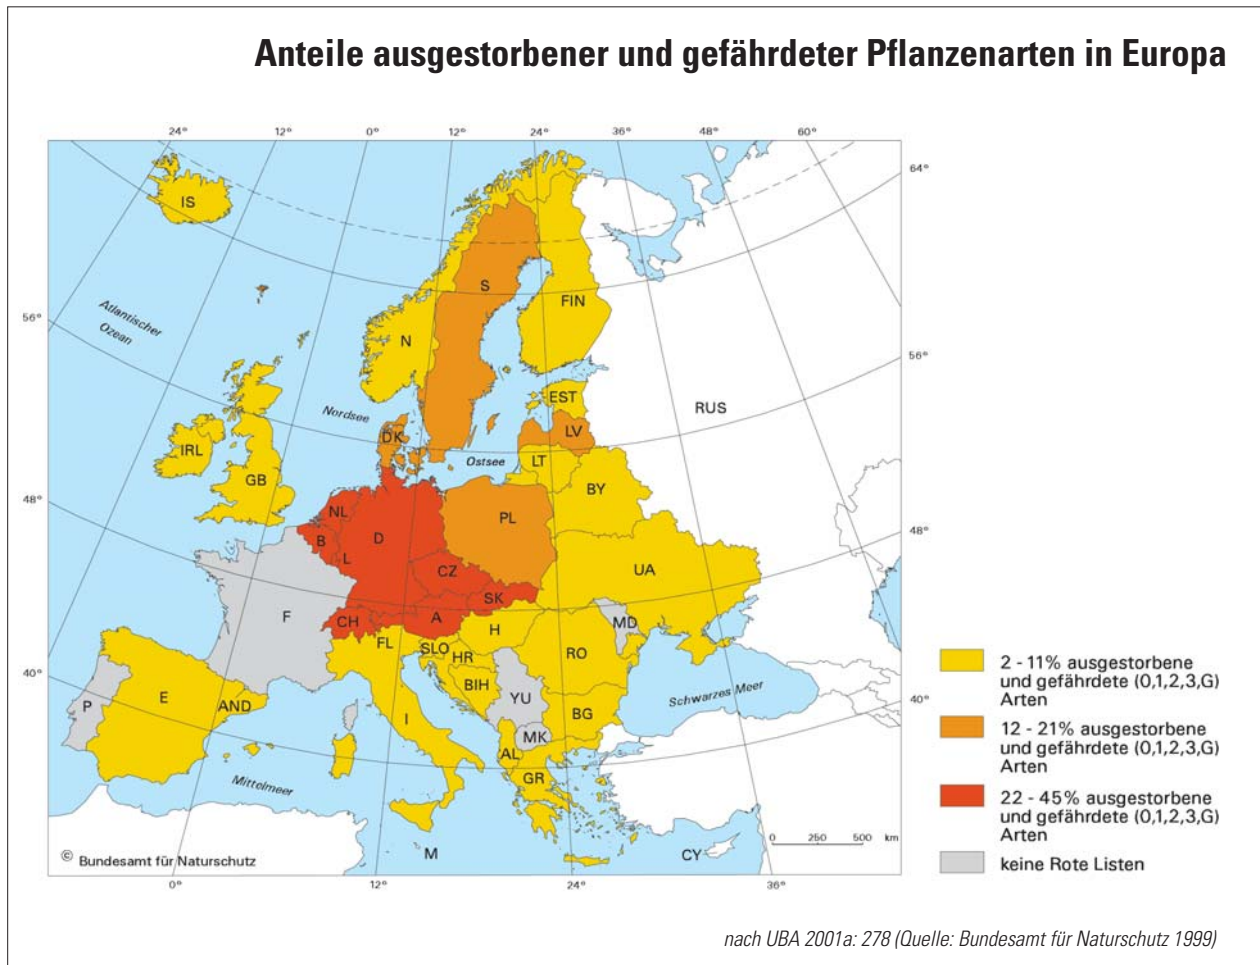 Anteile ausgestorbener und gefährdeter Pflanzenarten in Europa
24° 12° 0° 12° 24° 36° 48° 60°
64°
IS
S
FIN
Atlantischer
Ozean
56°
N
56°
EST
RUS
Nordsee
LV
DK
IRL
Ostsee
LT
GB
BY
48°
NL
PL
48°
B
D
L
CZ
UA
SK
CH
A
F
MD
H
FL
SLO
HR
RO
40°
BIH
E
YU
Schwarzes Meer
40°
P
AND
BG
I
MK
AL
GR
Mittelmeer
M
CY
0 250 500 km
© Bundesamt für Naturschutz
0° 12° 24° 36°
2 - 11% ausgestorbene
und gefährdete (0,1,2,3,G)
Arten
12 - 21% ausgestorbene
und gefährdete (0,1,2,3,G)
Arten
22 - 45% ausgestorbene
und gefährdete (0,1,2,3,G)
Arten
keine Rote Listen
nach UBA 2001a: 278 (Quelle: Bundesamt für Naturschutz 1999)